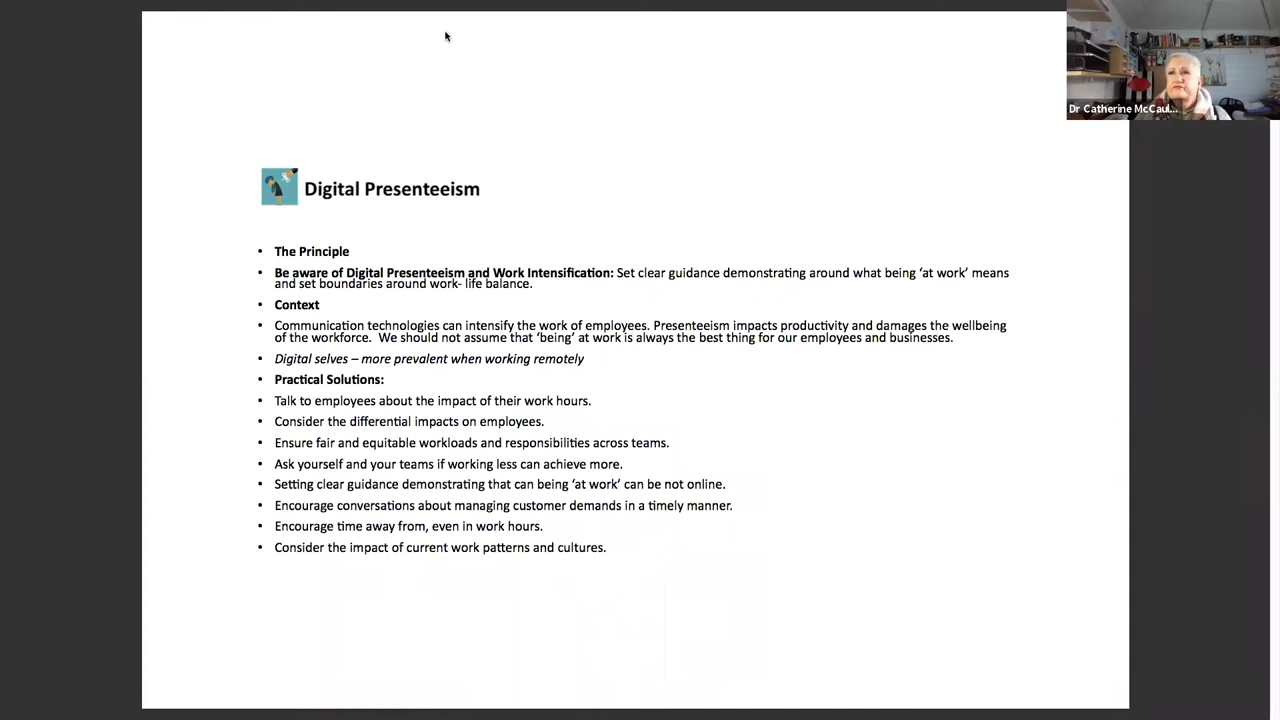 Dr Catherine McCaul...
Digital Presenteeism
• The Principle
• Be aware of Digital Presenteeism and Work Intensification: Set clear guidance demonstrating around what being ‘at work’ means
and set boundaries around work- life balance.
• Context
• Communication technologies can intensify the work of employees. Presenteeism impacts productivity and damages the wellbeing
of the workforce.  We should not assume that ‘being’ at work is always the best thing for our employees and businesses.
• Digital selves – more prevalent when working remotely
• Practical Solutions:
• Talk to employees about the impact of their work hours.
• Consider the differential impacts on employees.
• Ensure fair and equitable workloads and responsibilities across teams.
• Ask yourself and your teams if working less can achieve more.
• Setting clear guidance demonstrating that can being ‘at work’ can be not online.
• Encourage conversations about managing customer demands in a timely manner.
• Encourage time away from, even in work hours.
• Consider the impact of current work patterns and cultures.